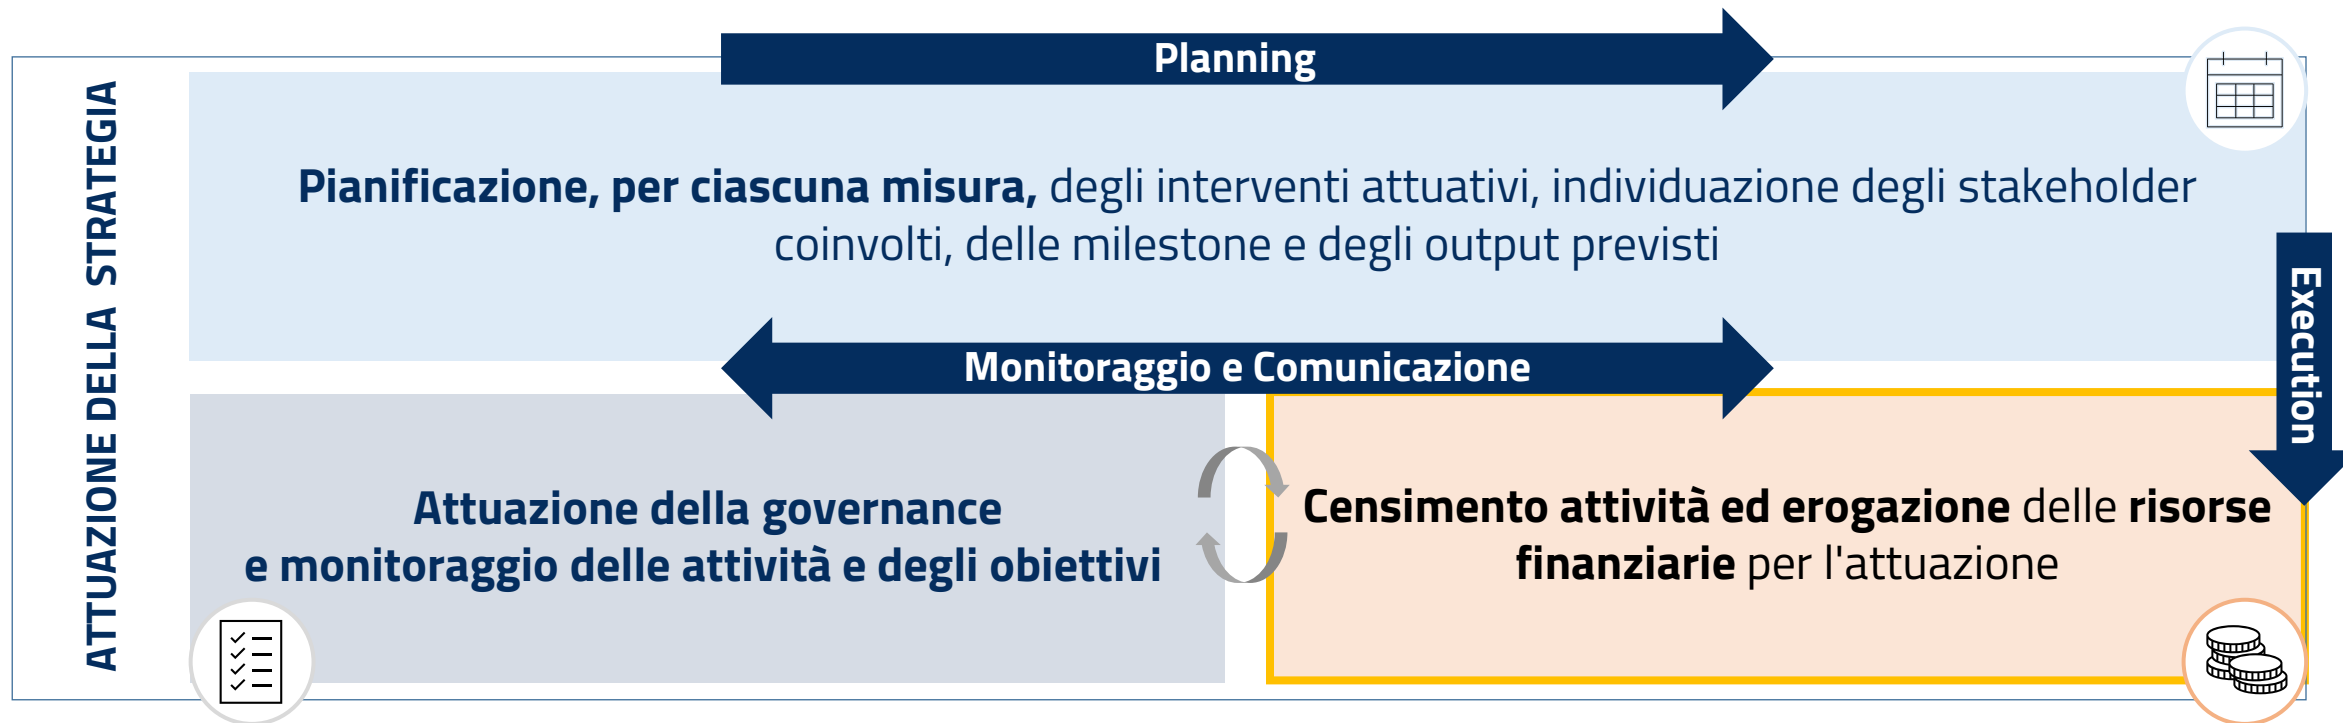 ATTUAZIONE DELLA STRATEGIA
Planning
Pianificazione, per ciascuna misura, degli interventi attuativi, individuazione degli stakeholder
coinvolti, delle milestone e degli output previsti
Execution
Monitoraggio e Comunicazione
Attuazione della governance
e monitoraggio delle attività e degli obiettivi
Censimento attività ed erogazione delle risorse
finanziarie per l'attuazione